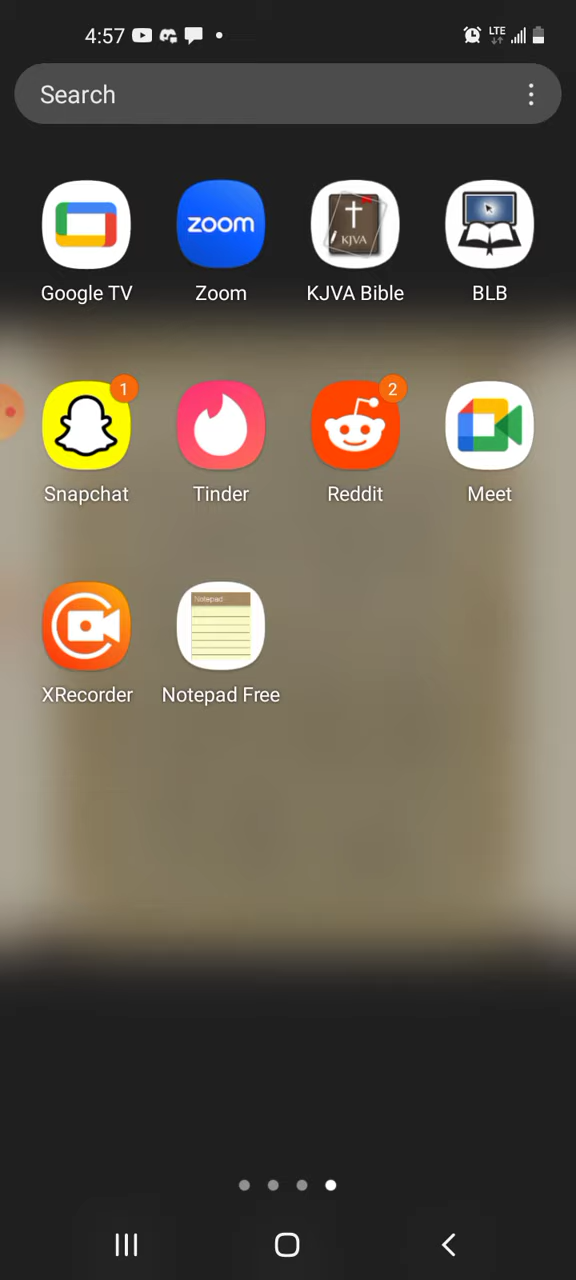 4:57 LTE
Search
zoom KJVA
Google TV Zoom KJVA Bible BLB
1 2
Snapchat Tinder Reddit Meet
Notepad
XRecorder Notepad Free